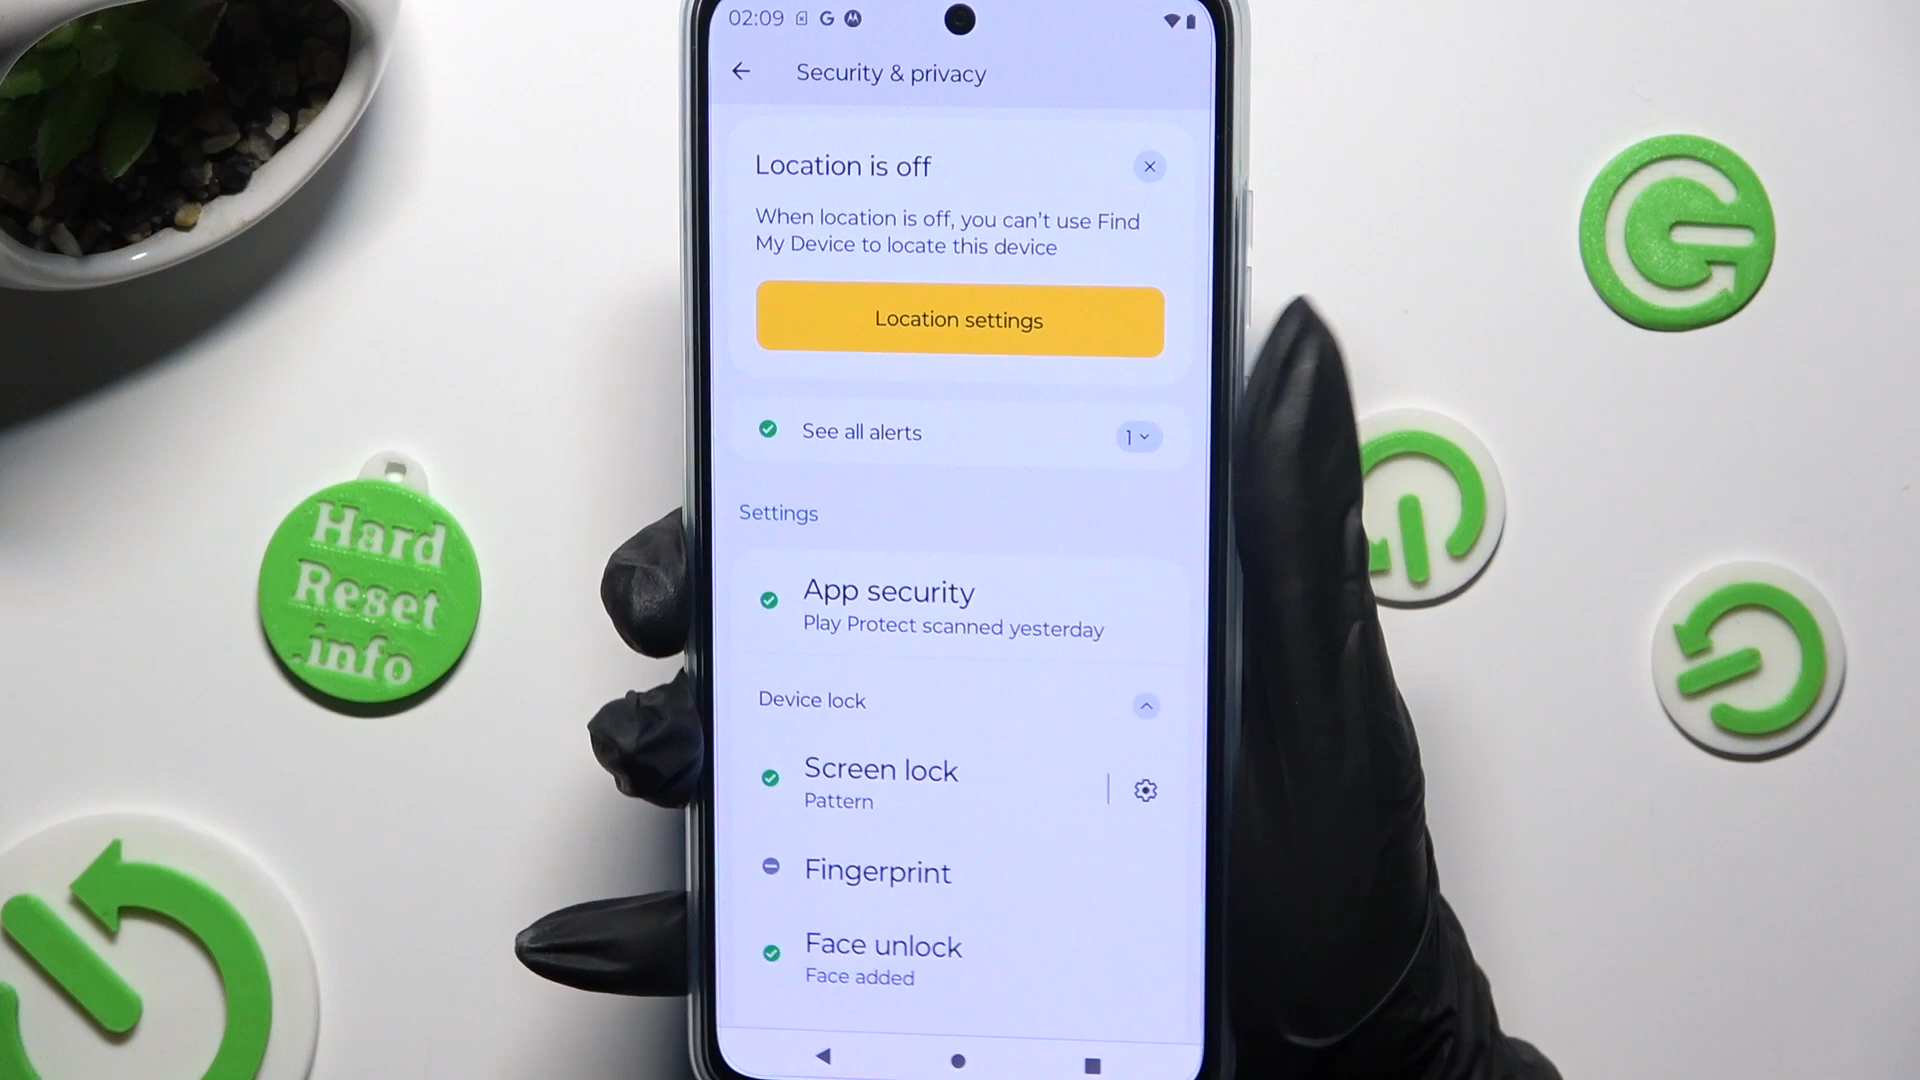 02:09
Security & privacy
Location is off
When location is off, you can't use Find
My Device to locate this device
Location settings
See all alerts
1
Settings
App security
Play Protect scanned yesterday
Device lock
Screen lock
Pattern
Fingerprint
Face unlock
Face added
Hard
Reset
.info